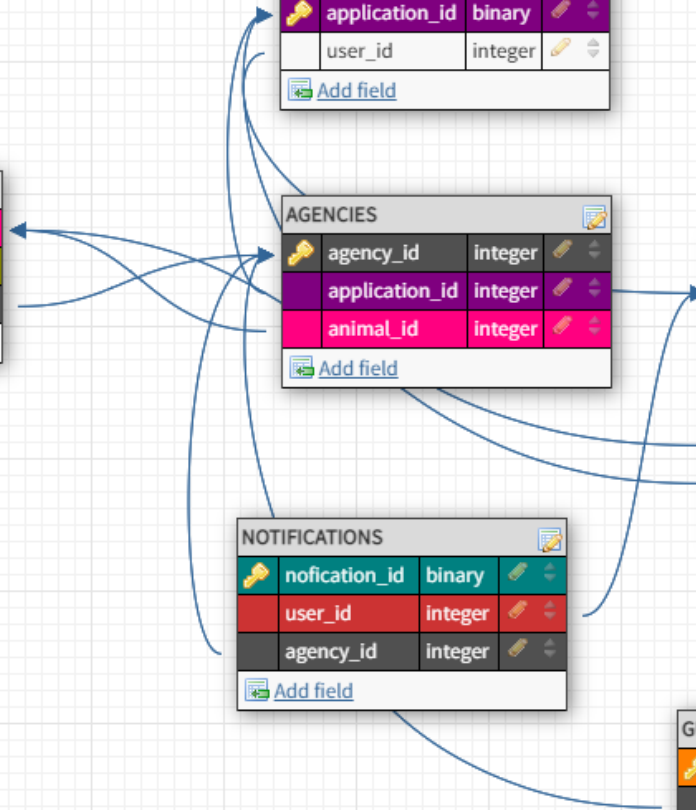 application_id binary
user_id integer
Add field
AGENCIES
agency_id integer
application_id integer
animal_id integer
Add field
NOTIFICATIONS
nofication_id binary
user_id integer
agency_id integer
Add field
G